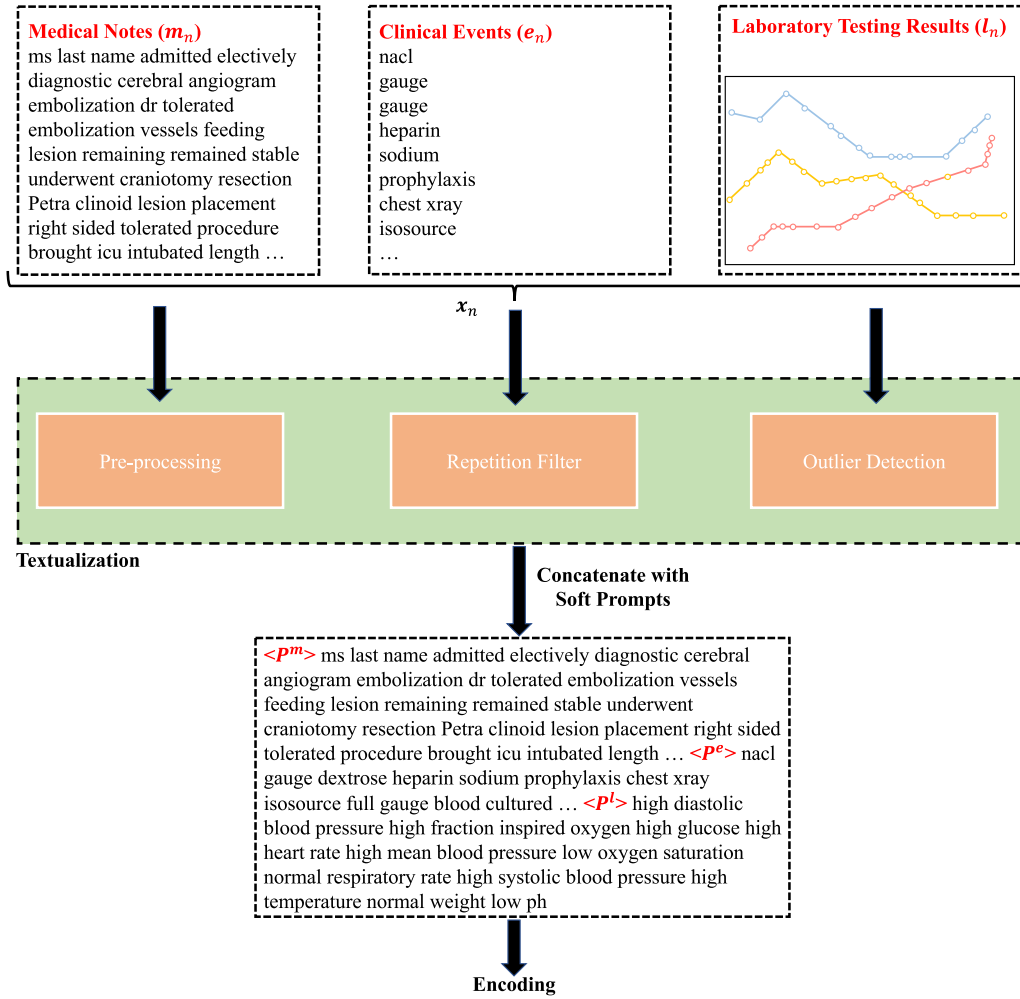 Medical Notes (mₙ)
ms last name admitted electively
diagnostic cerebral angiogram
embolization dr tolerated
embolization vessels feeding
lesion remaining remained stable
underwent craniotomy resection
Petra clinoid lesion placement
right sided tolerated procedure
brought icu intubated length …
Clinical Events (eₙ)
nacl
gauge
gauge
heparin
sodium
prophylaxis
chest xray
isosource
…
Laboratory Testing Results (lₙ)
xₙ
Pre-processing
Repetition Filter
Outlier Detection
Textualization
Concatenate with
Soft Prompts
<Pᵐ> ms last name admitted electively diagnostic cerebral
angiogram embolization dr tolerated embolization vessels
feeding lesion remaining remained stable underwent
craniotomy resection Petra clinoid lesion placement right sided
tolerated procedure brought icu intubated length … <Pᵉ> nacl
gauge dextrose heparin sodium prophylaxis chest xray
isosource full gauge blood cultured … <Pˡ> high diastolic
blood pressure high fraction inspired oxygen high glucose high
heart rate high mean blood pressure low oxygen saturation
normal respiratory rate high systolic blood pressure high
temperature normal weight low ph
Encoding